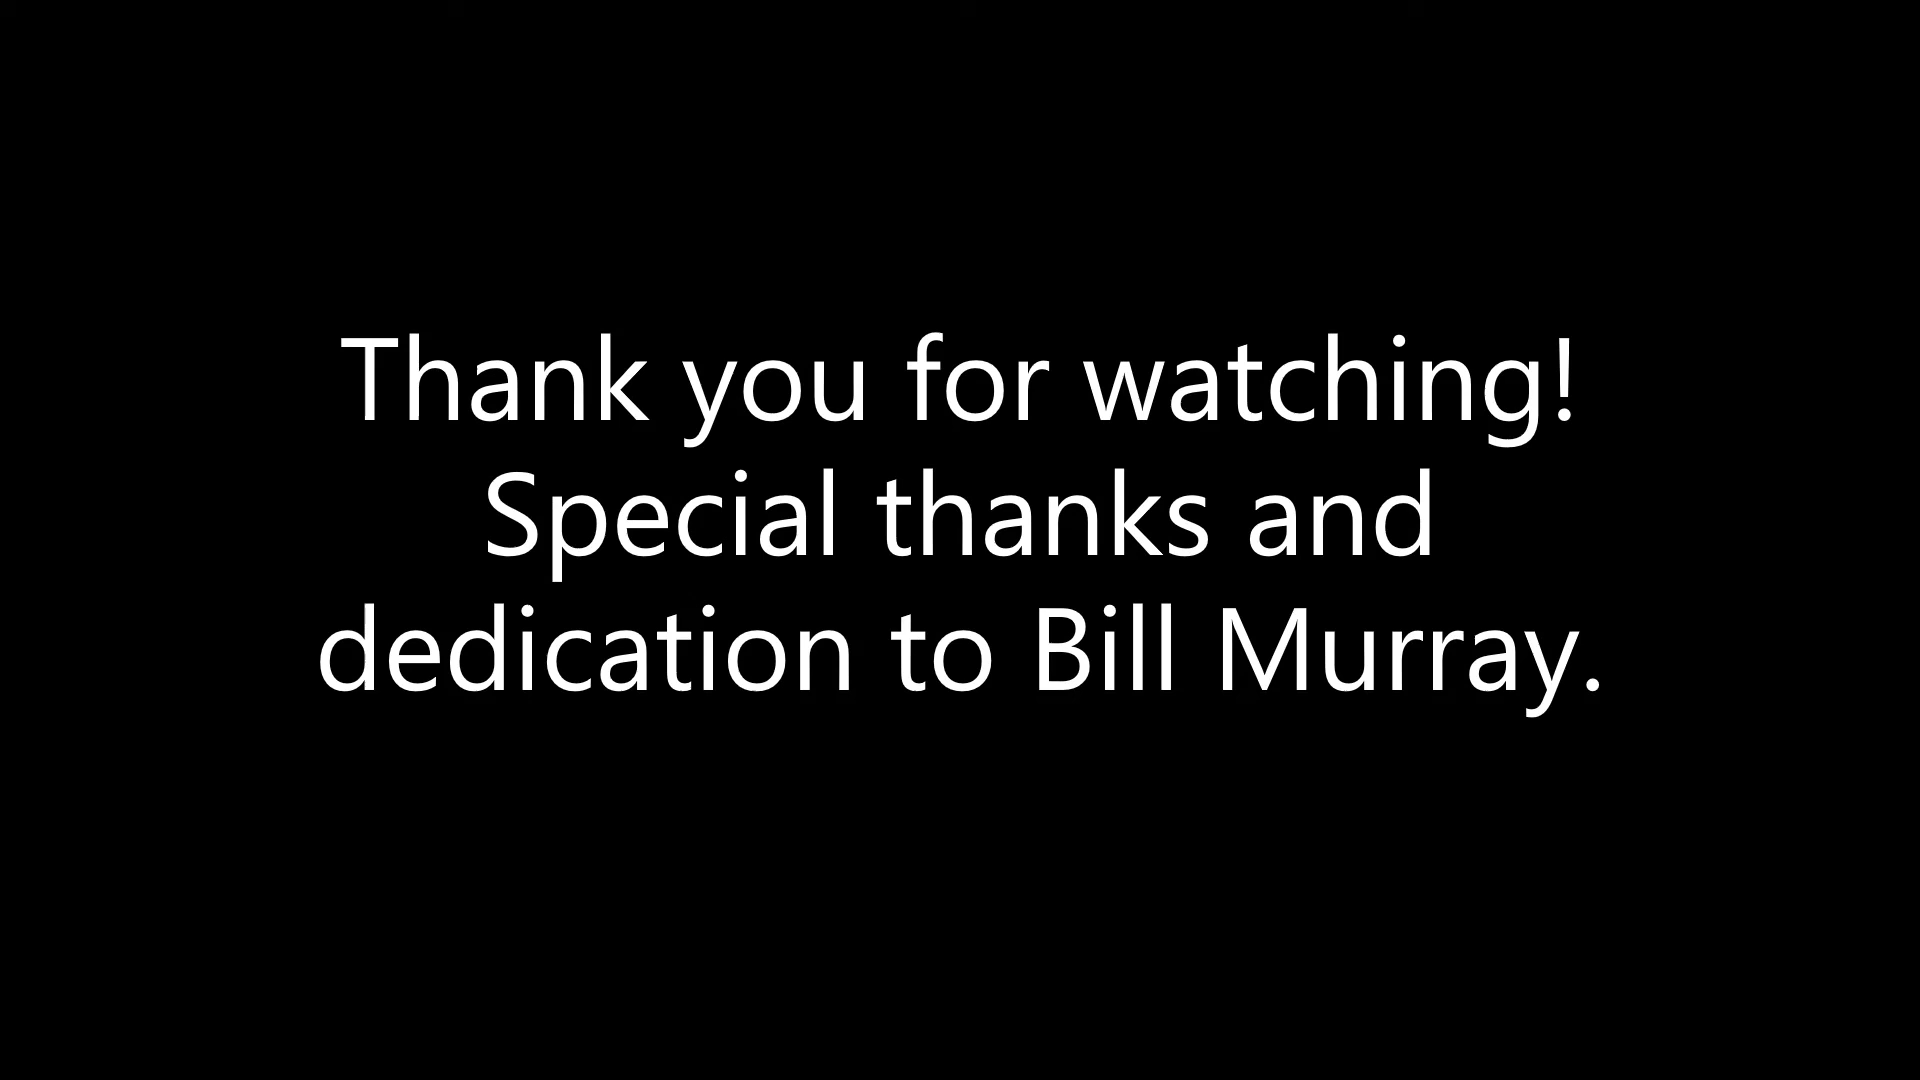 Thank you for watching!
Special thanks and
dedication to Bill Murray.